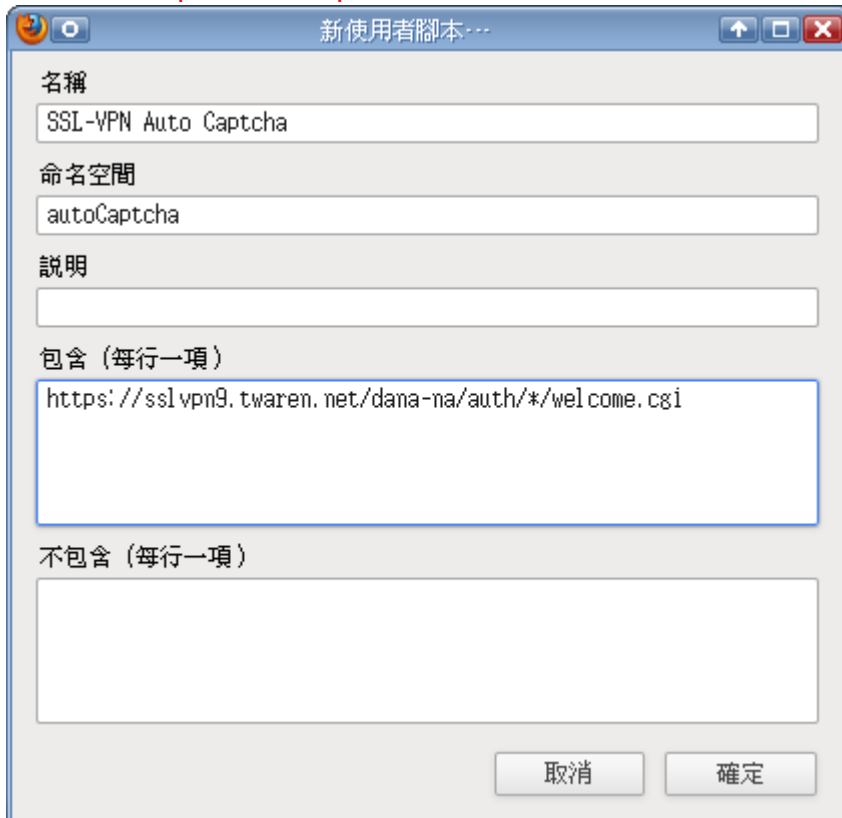 新使用者腳本…
名稱
SSL-VPN Auto Captcha
命名空間
autoCaptcha
說明
包含 (每行一項)
https://sslvpn9.twaren.net/dana-na/auth/*/welcome.cgi
不包含 (每行一項)
取消
確定